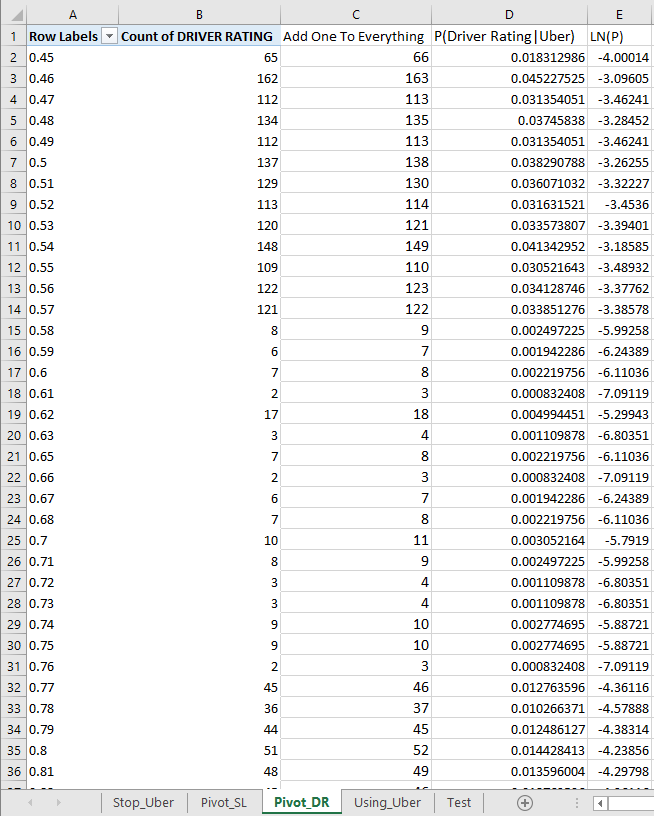 A B C D E
1 Row Labels Count of DRIVER RATING Add One To Everything P(Driver Rating|Uber) LN(P)
2 0.45 65 66 0.018312986 -4.00014
3 0.46 162 163 0.045227525 -3.09605
4 0.47 112 113 0.031354051 -3.46241
5 0.48 134 135 0.03745838 -3.28452
6 0.49 112 113 0.031354051 -3.46241
7 0.5 137 138 0.038290788 -3.26255
8 0.51 129 130 0.036071032 -3.32227
9 0.52 113 114 0.031631521 -3.4536
10 0.53 120 121 0.033573807 -3.39401
11 0.54 148 149 0.041342952 -3.18585
12 0.55 109 110 0.030521643 -3.48932
13 0.56 122 123 0.034128746 -3.37762
14 0.57 121 122 0.033851276 -3.38578
15 0.58 8 9 0.002497225 -5.99258
16 0.59 6 7 0.001942286 -6.24389
17 0.6 7 8 0.002219756 -6.11036
18 0.61 2 3 0.000832408 -7.09119
19 0.62 17 18 0.004994451 -5.29943
20 0.63 3 4 0.001109878 -6.80351
21 0.65 7 8 0.002219756 -6.11036
22 0.66 2 3 0.000832408 -7.09119
23 0.67 6 7 0.001942286 -6.24389
24 0.68 7 8 0.002219756 -6.11036
25 0.7 10 11 0.003052164 -5.7919
26 0.71 8 9 0.002497225 -5.99258
27 0.72 3 4 0.001109878 -6.80351
28 0.73 3 4 0.001109878 -6.80351
29 0.74 9 10 0.002774695 -5.88721
30 0.75 9 10 0.002774695 -5.88721
31 0.76 2 3 0.000832408 -7.09119
32 0.77 45 46 0.012763596 -4.36116
33 0.78 36 37 0.010266371 -4.57888
34 0.79 44 45 0.012486127 -4.38314
35 0.8 51 52 0.014428413 -4.23856
36 0.81 48 49 0.013596004 -4.29798
Stop_Uber Pivot_SL Pivot_DR Using_Uber Test